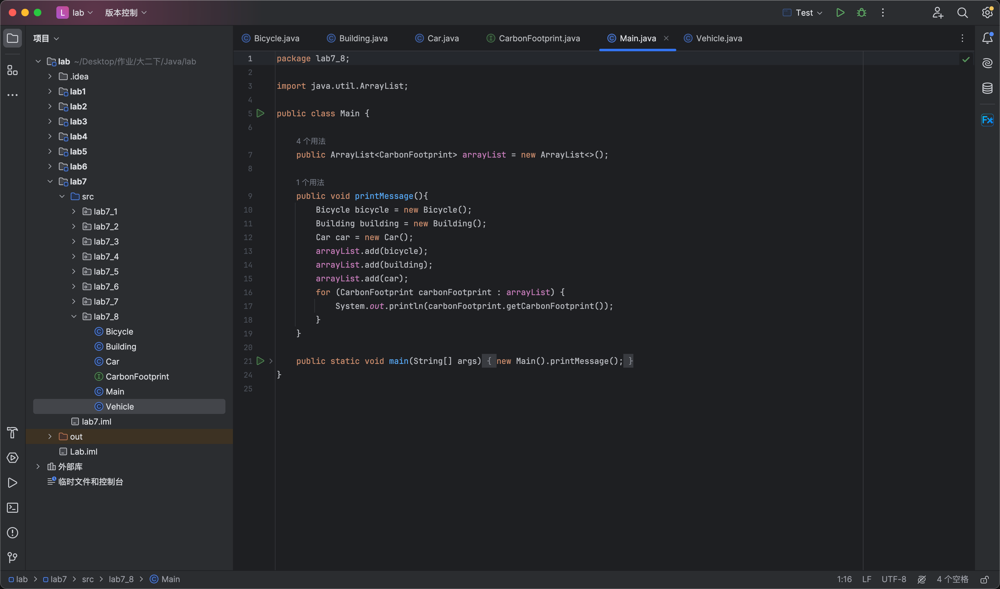 L lab 版本控制 Test
项目
lab ~/Desktop/作业/大二下/Java/lab
.idea
lab1
lab2
lab3
lab4
lab5
lab6
lab7
src
lab7_1
lab7_2
lab7_3
lab7_4
lab7_5
lab7_6
lab7_7
lab7_8
Bicycle
Building
Car
CarbonFootprint
Main
Vehicle
lab7.iml
out
Lab.iml
外部库
临时文件和控制台
Bicycle.java Building.java Car.java CarbonFootprint.java Main.java Vehicle.java
1 package lab7_8;
2
3 import java.util.ArrayList;
4
5 public class Main {
6
4 个用法
7 public ArrayList<CarbonFootprint> arrayList = new ArrayList<>();
8
1 个用法
9 public void printMessage(){
10 Bicycle bicycle = new Bicycle();
11 Building building = new Building();
12 Car car = new Car();
13 arrayList.add(bicycle);
14 arrayList.add(building);
15 arrayList.add(car);
16 for (CarbonFootprint carbonFootprint : arrayList) {
17 System.out.println(carbonFootprint.getCarbonFootprint());
18 }
19 }
20
21 public static void main(String[] args) { new Main().printMessage(); }
24 }
25
Fx
lab > lab7 > src > lab7_8 > Main
1:16 LF UTF-8 4 个空格